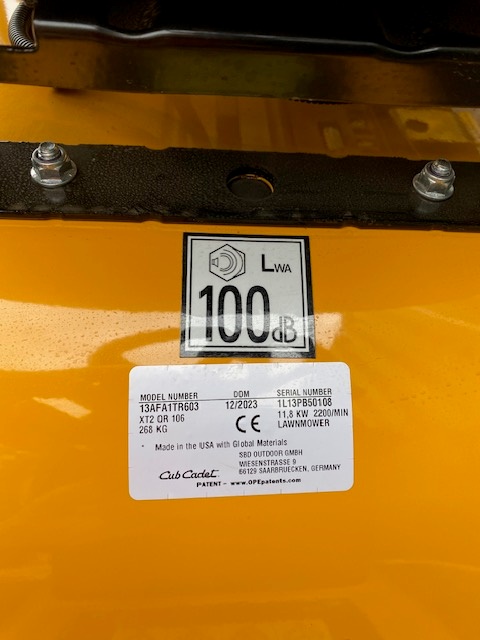 LWA
100dB
MODEL NUMBER DOM SERIAL NUMBER
13AFA1TR603 12/2023 1L13PB50108
XT2 QR 106 CE 11,8 KW 2200/MIN
268 KG LAWNMOWER
* Made in the USA with Global Materials
SBD OUTDOOR GMBH
WIESENSTRASSE 9
Cub Cadet. 66129 SAARBRUECKEN, GERMANY
PATENT - www.OPEpatents.com